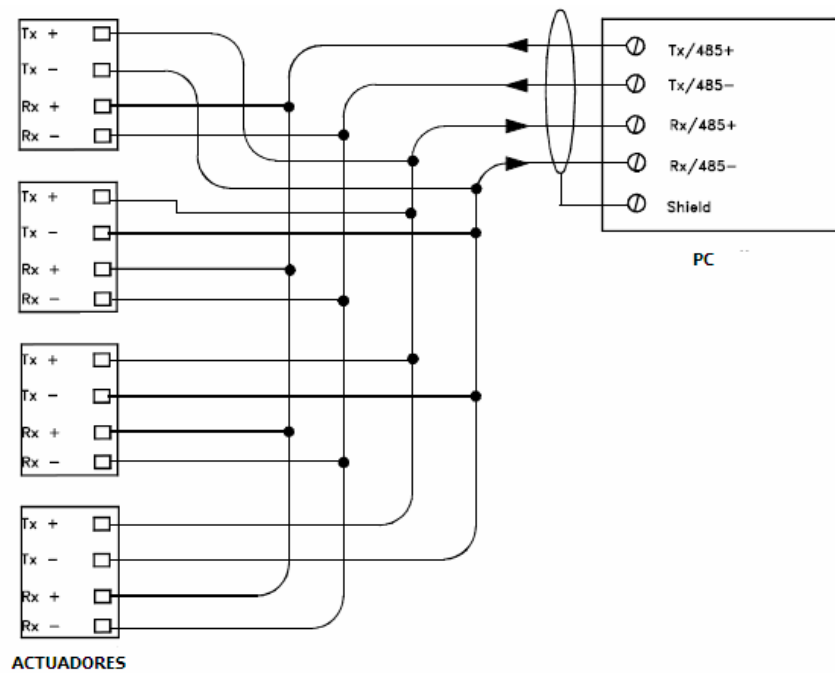 Tx +
Tx −
Rx +
Rx −
Tx +
Tx −
Rx +
Rx −
Tx +
Tx −
Rx +
Rx −
Tx +
Tx −
Rx +
Rx −
ACTUADORES
Tx/485+
Tx/485−
Rx/485+
Rx/485−
Shield
PC